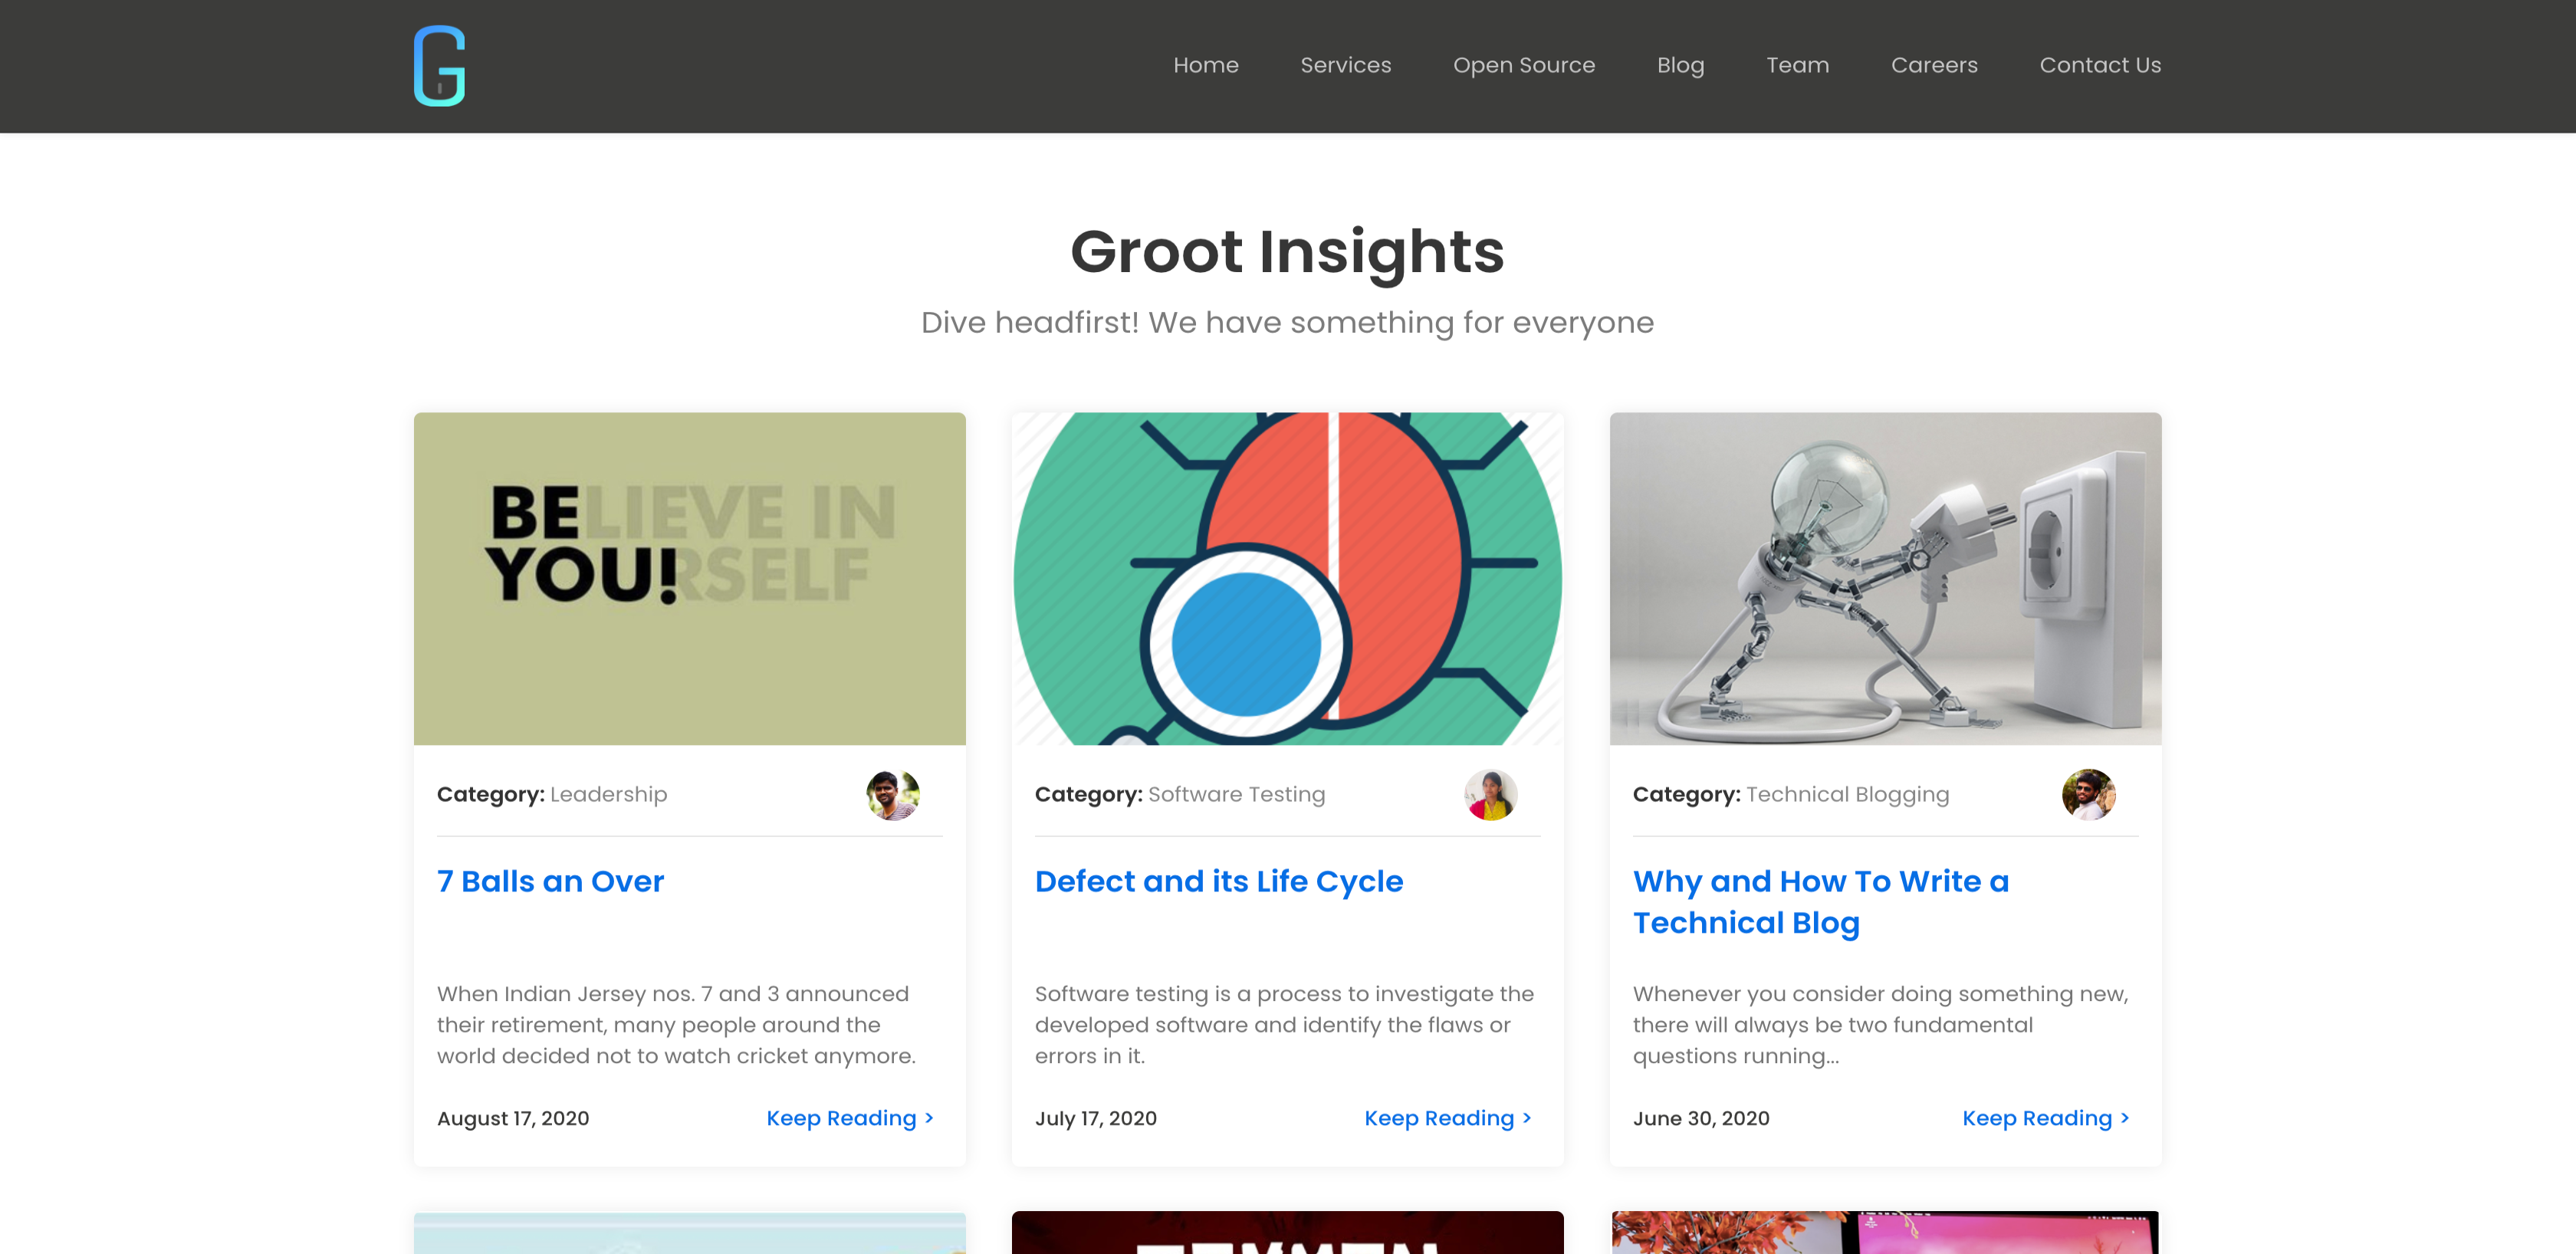 G
Home Services Open Source Blog Team Careers Contact Us
Groot Insights
Dive headfirst! We have something for everyone
BELIEVE IN
YOU!RSELF
Category: Leadership
7 Balls an Over
When Indian Jersey nos. 7 and 3 announced
their retirement, many people around the
world decided not to watch cricket anymore.
August 17, 2020
Keep Reading >
Category: Software Testing
Defect and its Life Cycle
Software testing is a process to investigate the
developed software and identify the flaws or
errors in it.
July 17, 2020
Keep Reading >
Category: Technical Blogging
Why and How To Write a
Technical Blog
Whenever you consider doing something new,
there will always be two fundamental
questions running...
June 30, 2020
Keep Reading >